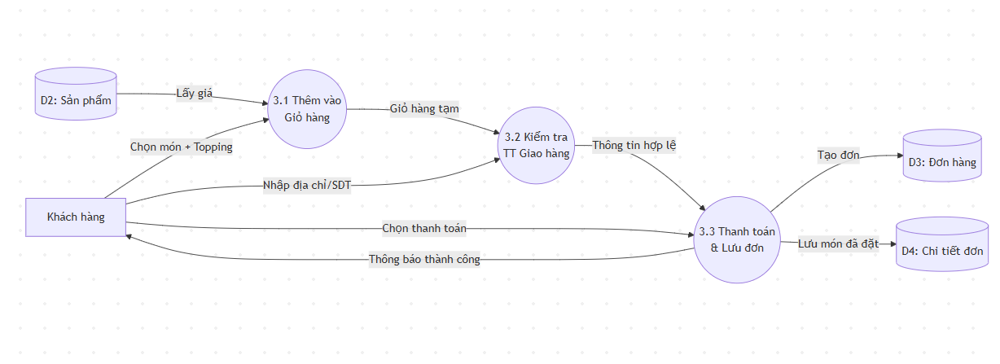 D2: Sản phẩm
Lấy giá
3.1 Thêm vào
Giỏ hàng
Giỏ hàng tạm
Chọn món + Topping
3.2 Kiểm tra
TT Giao hàng
Thông tin hợp lệ
Nhập địa chỉ/SDT
Khách hàng
Chọn thanh toán
Thông báo thành công
3.3 Thanh toán
& Lưu đơn
Tạo đơn
D3: Đơn hàng
Lưu món đã đặt
D4: Chi tiết đơn